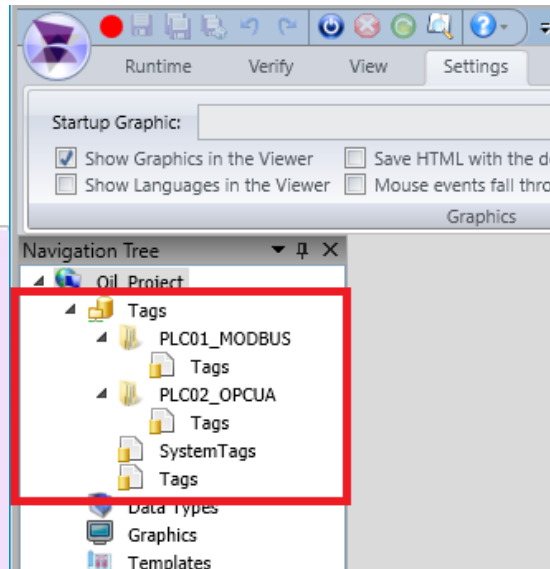 Runtime Verify View Settings
Startup Graphic:
Show Graphics in the Viewer Save HTML with the d
Show Languages in the Viewer Mouse events fall thro
Graphics
Navigation Tree
Oil_Project
Tags
PLC01_MODBUS
Tags
PLC02_OPCUA
Tags
SystemTags
Tags
Data Types
Graphics
Templates